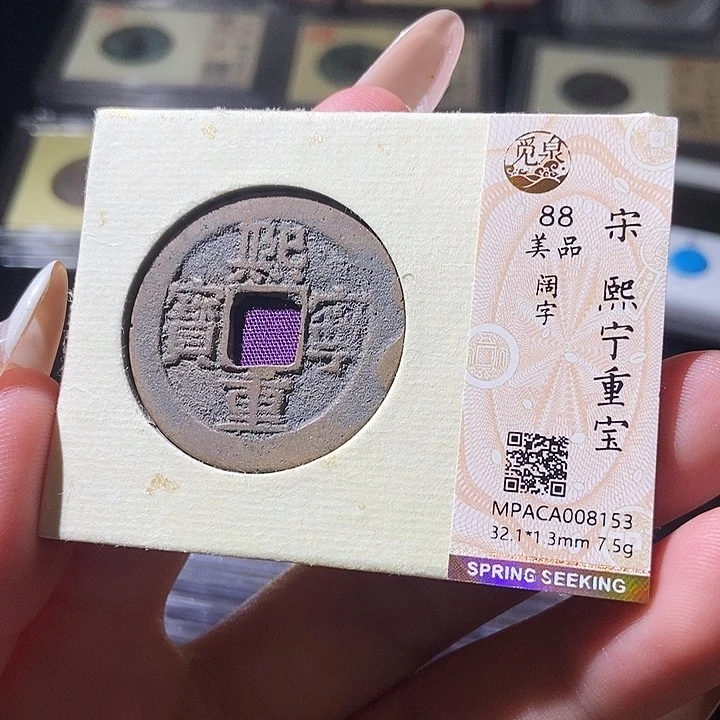 熙寧重寶
覓泉
88
美品
阔字
宋 熙宁重宝
MPACA008153
32.1*1.3mm 7.5g
SPRING SEEKING